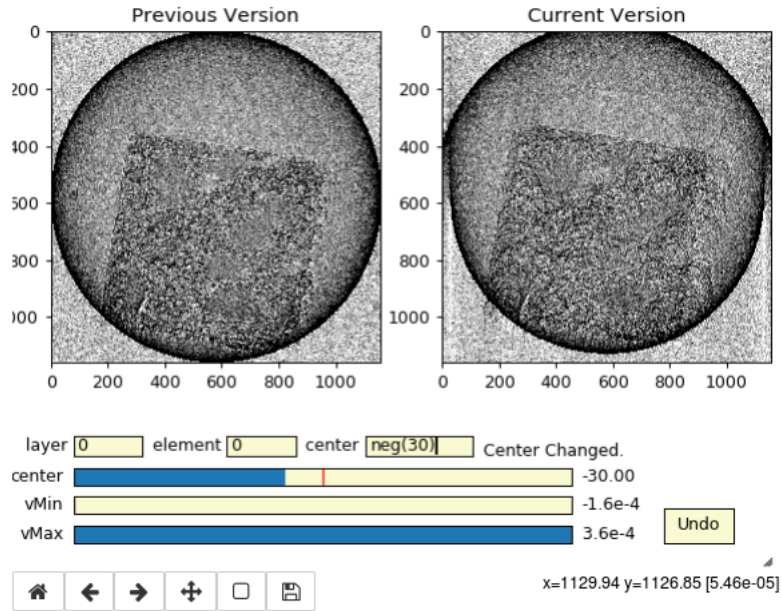 Previous Version
Current Version
0
200
400
600
800
1000
0 200 400 600 800 1000
0
200
400
600
800
1000
0 200 400 600 800 1000
layer 0 element 0 center neg(30) Center Changed.
center -30.00
vMin -1.6e-4
vMax 3.6e-4
Undo
x=1129.94 y=1126.85 [5.46e-05]